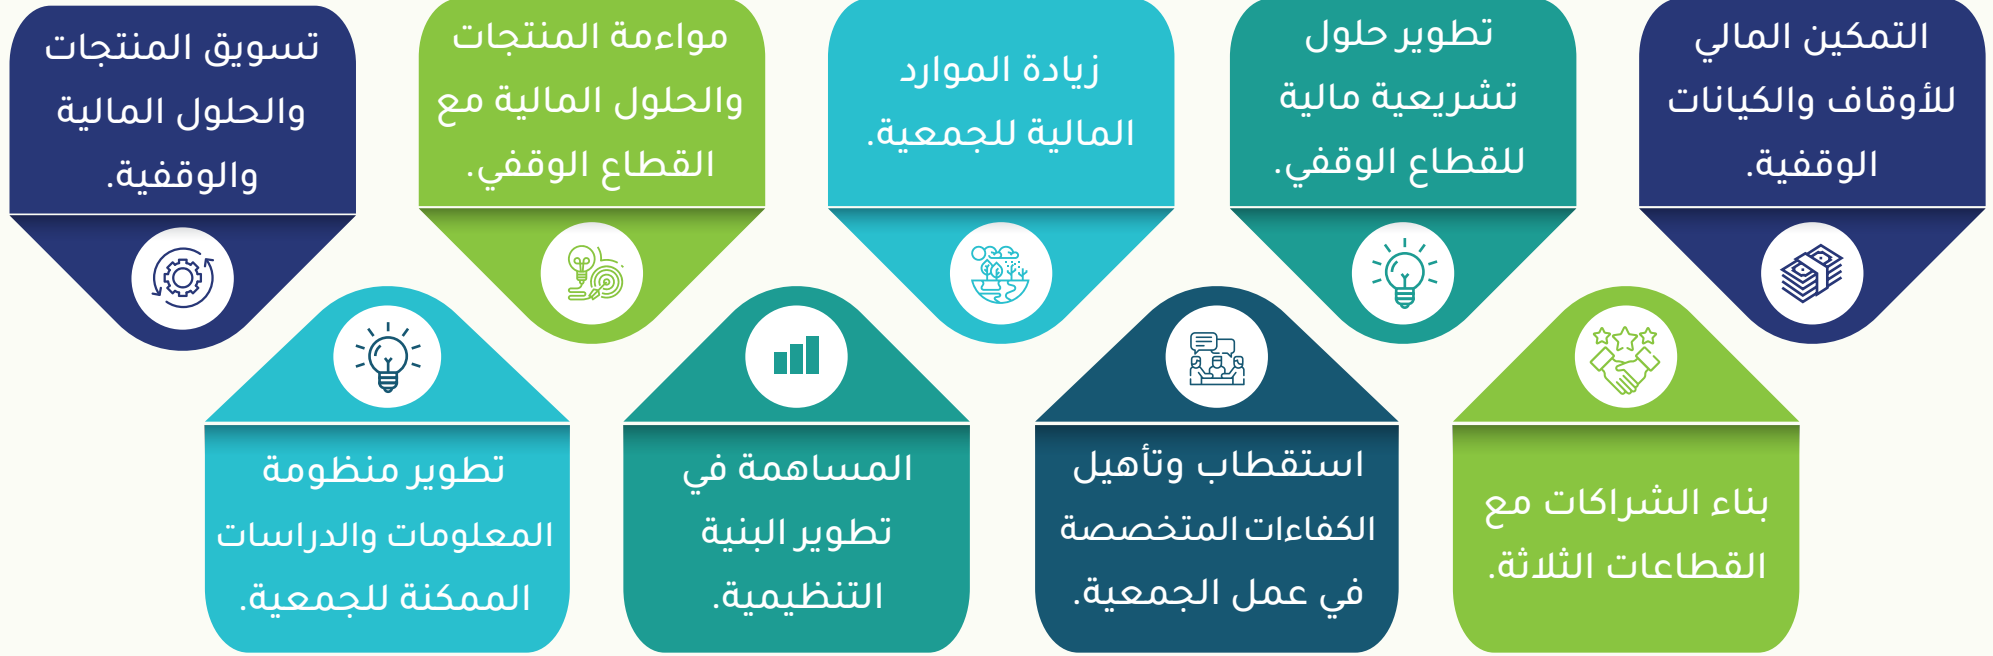 التمكين المالي
للأوقاف والكيانات
الوقفية.
بناء الشراكات مع
القطاعات الثلاثة.
تطوير حلول
تشريعية مالية
للقطاع الوقفي.
استقطاب وتأهيل
الكفاءات المتخصصة
في عمل الجمعية.
زيادة الموارد
المالية للجمعية.
المساهمة في
تطوير البنية
التنظيمية.
مواءمة المنتجات
والحلول المالية مع
القطاع الوقفي.
تطوير منظومة
المعلومات والدراسات
الممكنة للجمعية.
تسويق المنتجات
والحلول المالية
والوقفية.